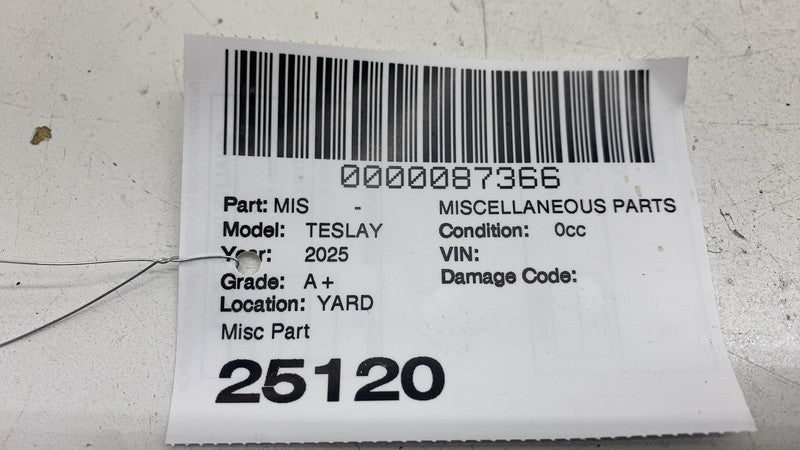 0000087366
Part: MIS - MISCELLANEOUS PARTS
Model: TESLAY Condition: 0cc
Year: 2025 VIN:
Grade: A+ Damage Code:
Location: YARD
Misc Part
25120